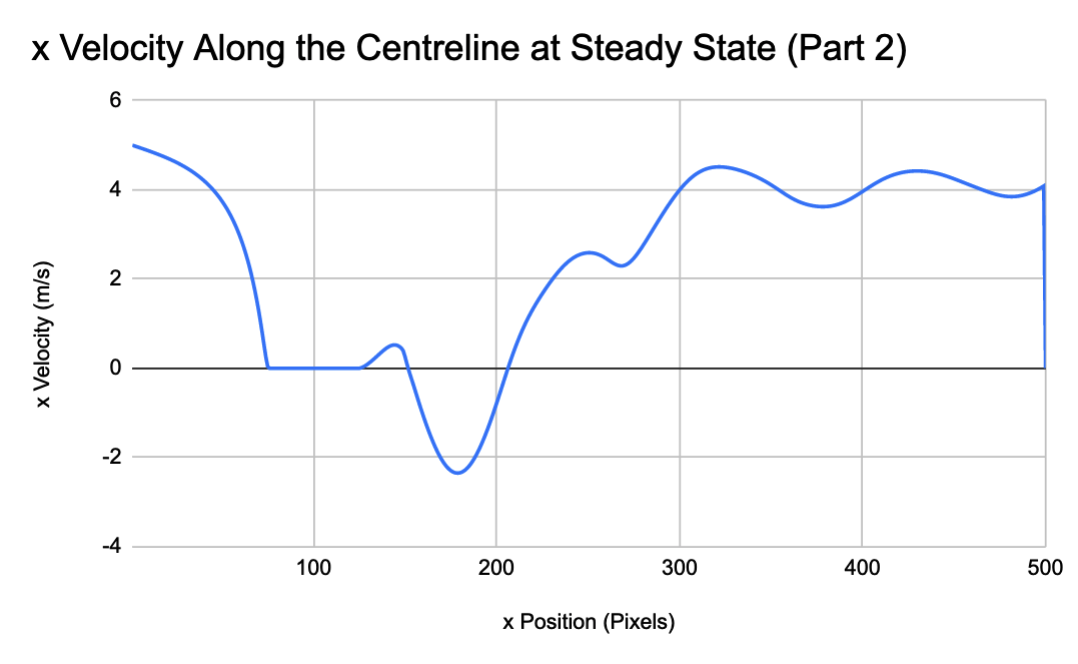 x Velocity Along the Centreline at Steady State (Part 2)
6
4
2
0
-2
-4
x Velocity (m/s)
100 200 300 400 500
x Position (Pixels)